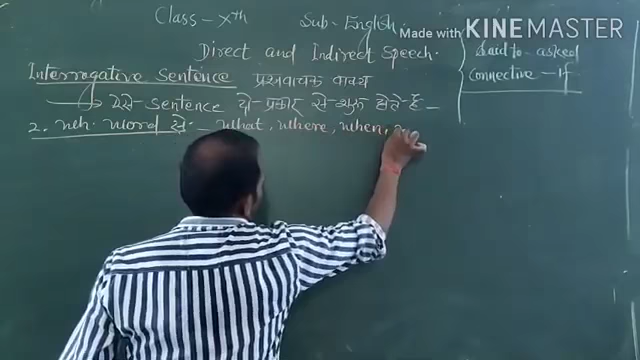 Class - Xth Sub - English.
Made with KINEMASTER
Direct and Indirect Speech.
Said to - asked
Connective - if
Interrogative Sentence प्रश्नवाचक वाक्य
ऐसे Sentence दो प्रकार से शुरू होते हैं -
2. Wh. Word से - What, Where, When,